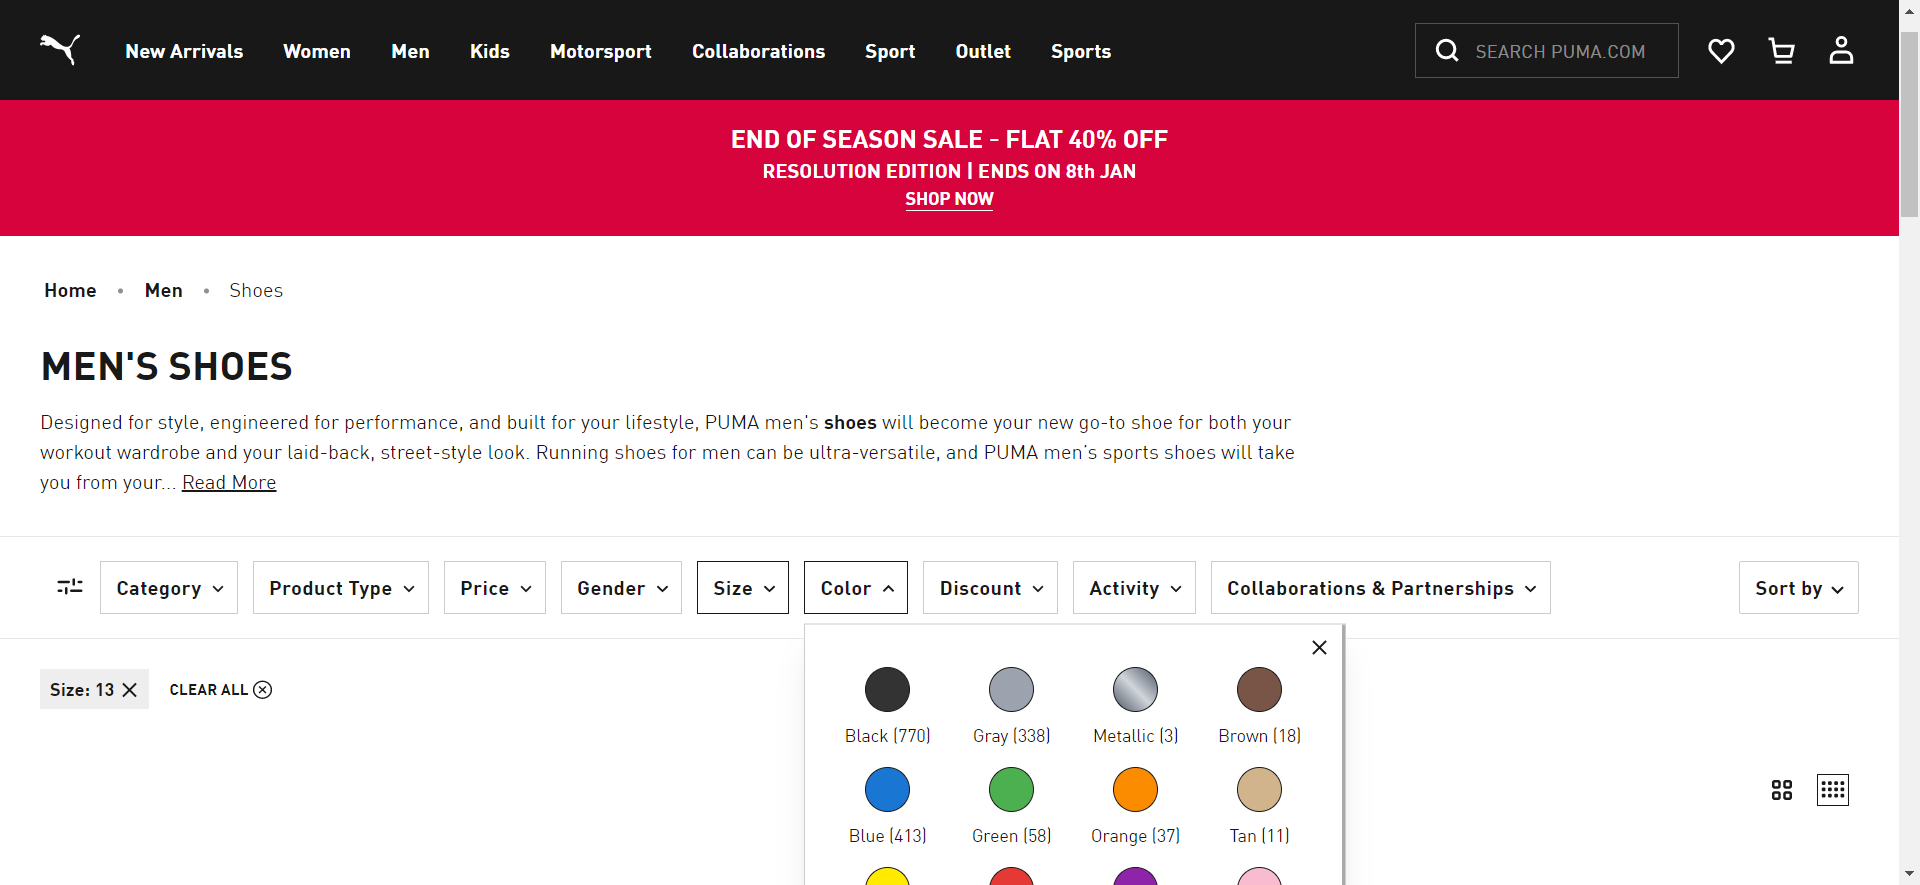 New Arrivals Women Men Kids Motorsport Collaborations Sport Outlet Sports SEARCH PUMA.COM
END OF SEASON SALE - FLAT 40% OFF
RESOLUTION EDITION | ENDS ON 8th JAN
SHOP NOW
Home • Men • Shoes
MEN'S SHOES
Designed for style, engineered for performance, and built for your lifestyle, PUMA men's shoes will become your new go-to shoe for both your
workout wardrobe and your laid-back, street-style look. Running shoes for men can be ultra-versatile, and PUMA men's sports shoes will take
you from your... Read More
Category Product Type Price Gender Size Color Discount Activity Collaborations & Partnerships Sort by
Size: 13 CLEAR ALL
Black (770) Gray (338) Metallic (3) Brown (18)
Blue (413) Green (58) Orange (37) Tan (11)